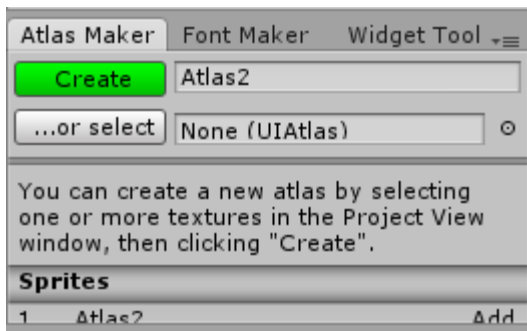 Atlas Maker Font Maker Widget Tool
Create Atlas2
...or select None (UIAtlas)
You can create a new atlas by selecting
one or more textures in the Project View
window, then clicking "Create".
Sprites
1 Atlas2 Add